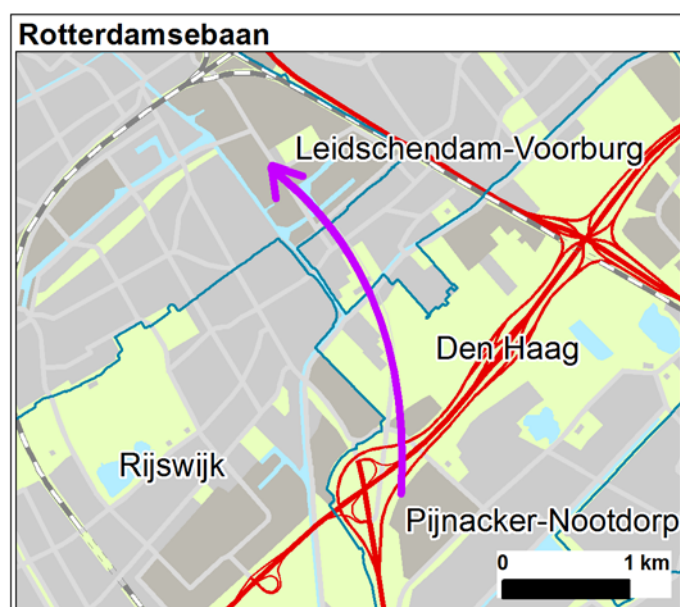 Rotterdamsebaan
Leidschendam-Voorburg
Den Haag
Rijswijk
Pijnacker-Nootdorp
0 1 km